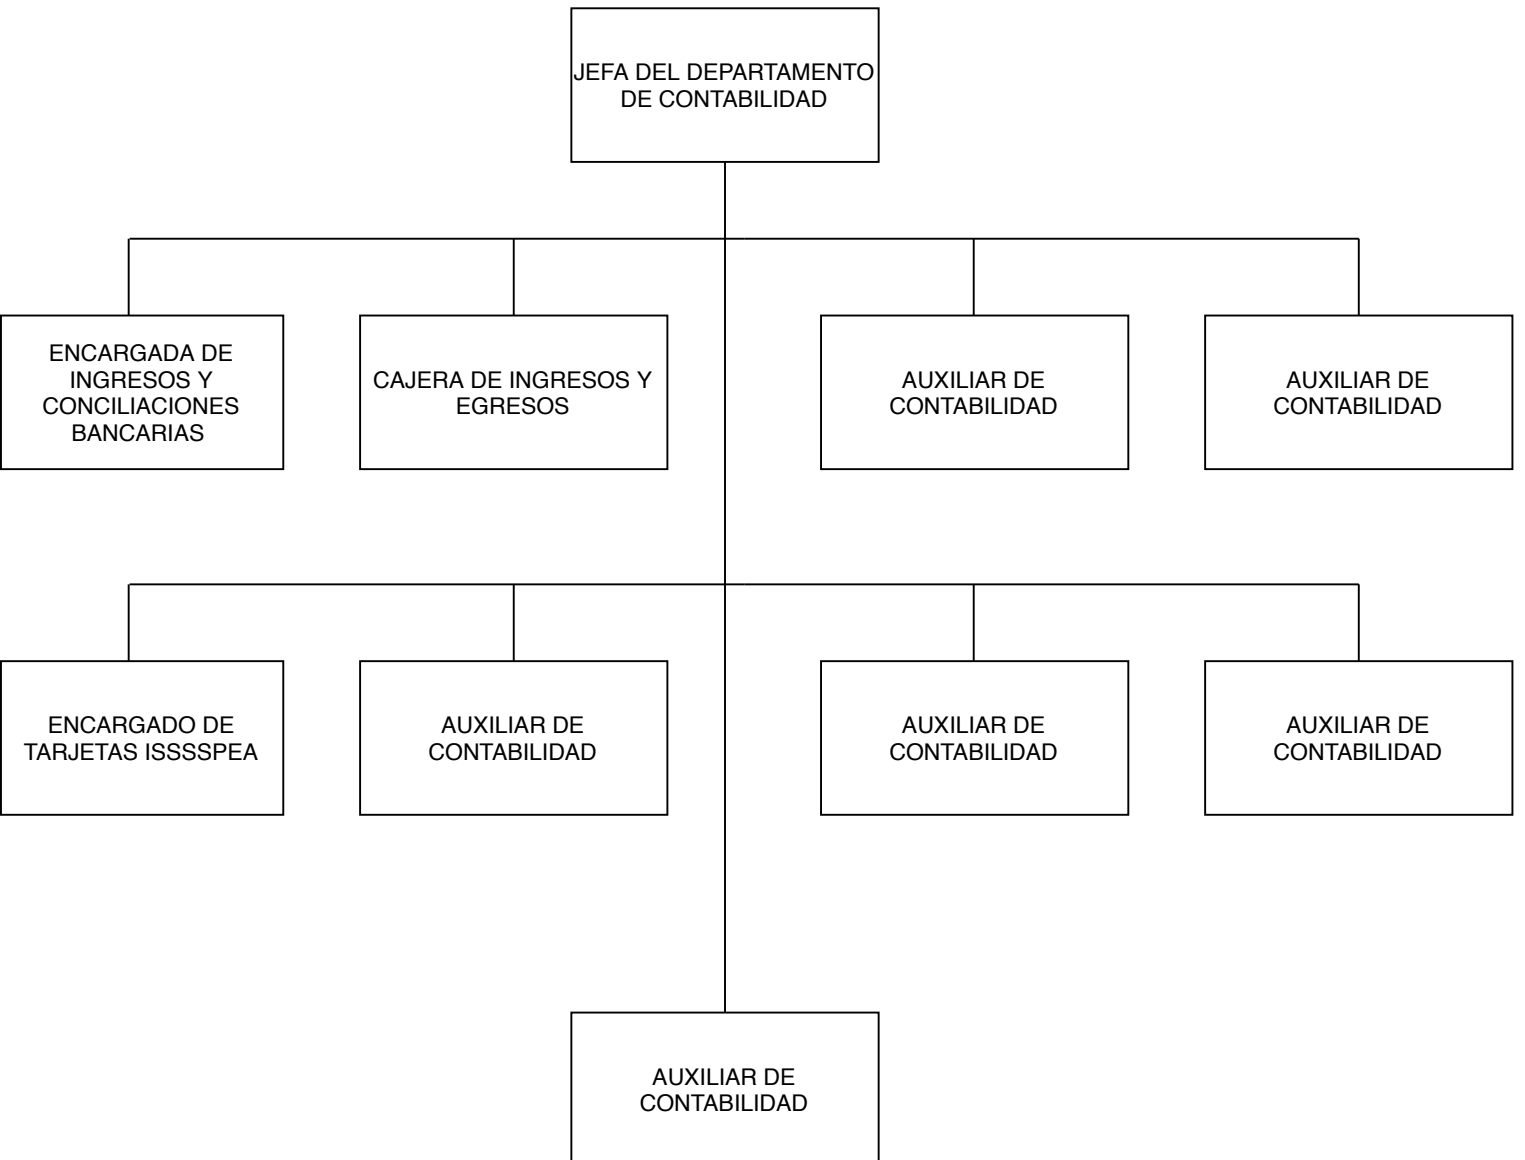 JEFA DEL DEPARTAMENTO
DE CONTABILIDAD
ENCARGADA DE
INGRESOS Y
CONCILIACIONES
BANCARIAS
CAJERA DE INGRESOS Y
EGRESOS
AUXILIAR DE
CONTABILIDAD
AUXILIAR DE
CONTABILIDAD
ENCARGADO DE
TARJETAS ISSSSPEA
AUXILIAR DE
CONTABILIDAD
AUXILIAR DE
CONTABILIDAD
AUXILIAR DE
CONTABILIDAD
AUXILIAR DE
CONTABILIDAD